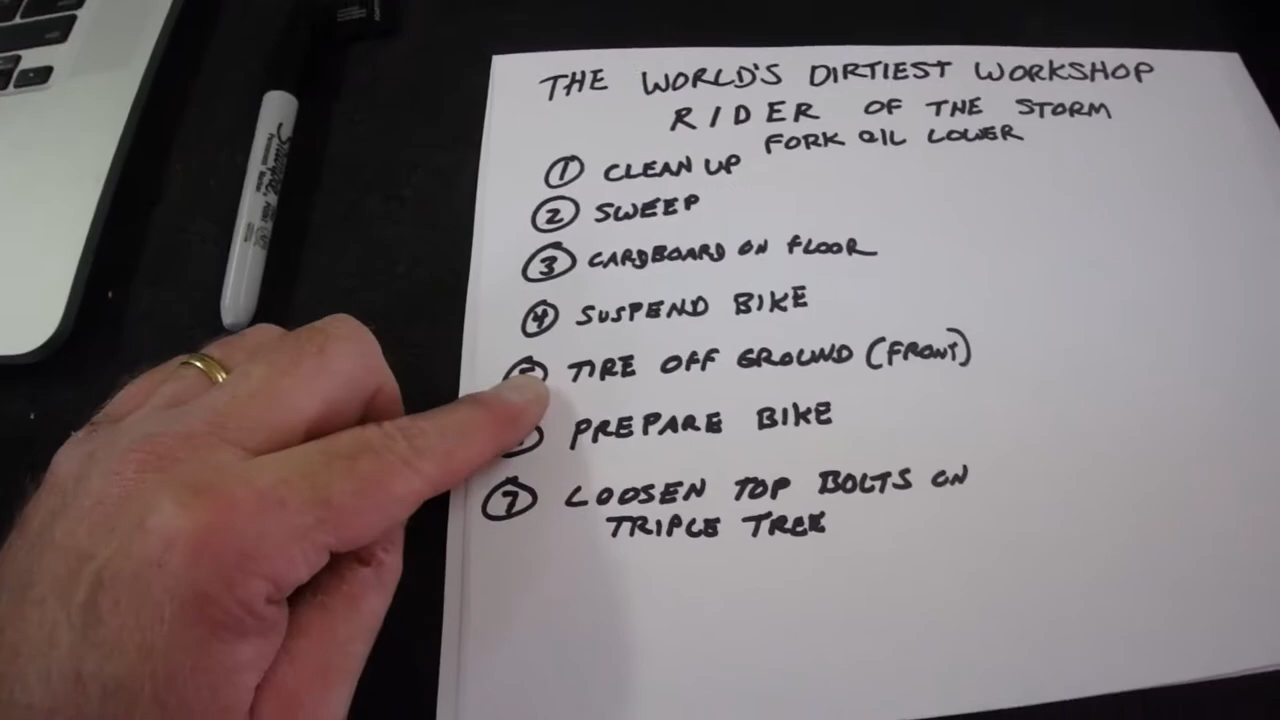 THE WORLD'S DIRTIEST WORKSHOP
RIDER OF THE STORM
FORK OIL LOWER
① CLEAN UP
② SWEEP
③ CARDBOARD ON FLOOR
④ SUSPEND BIKE
TIRE OFF GROUND (FRONT)
PREPARE BIKE
⑦ LOOSEN TOP BOLTS ON
TRIPLE TREE
Sharpie